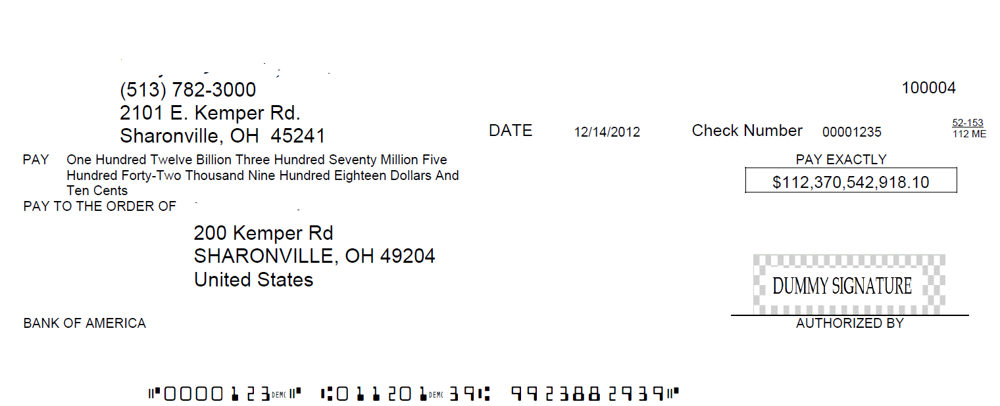 (513) 782-3000
2101 E. Kemper Rd.
Sharonville, OH 45241
100004
DATE 12/14/2012 Check Number 00001235
52-153
112 ME
PAY One Hundred Twelve Billion Three Hundred Seventy Million Five
Hundred Forty-Two Thousand Nine Hundred Eighteen Dollars And
Ten Cents
PAY EXACTLY
$112,370,542,918.10
PAY TO THE ORDER OF
200 Kemper Rd
SHARONVILLE, OH 49204
United States
DUMMY SIGNATURE
BANK OF AMERICA
AUTHORIZED BY
⑈0000123DEMO⑈ ⑆011201DEMO39⑆ 9923882939⑈